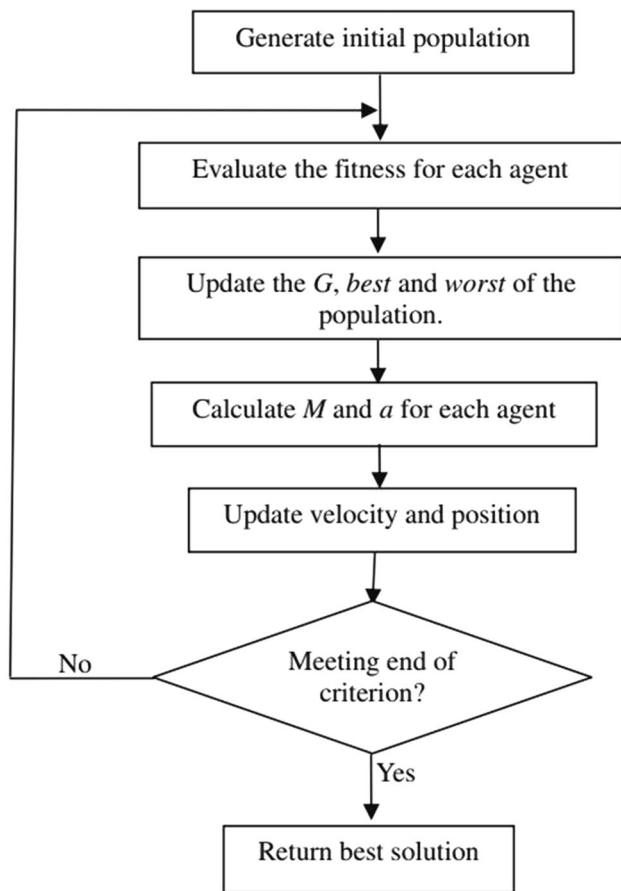 Generate initial population
Evaluate the fitness for each agent
Update the G, best and worst of the
population.
Calculate M and a for each agent
Update velocity and position
Meeting end of
criterion?
No
Yes
Return best solution